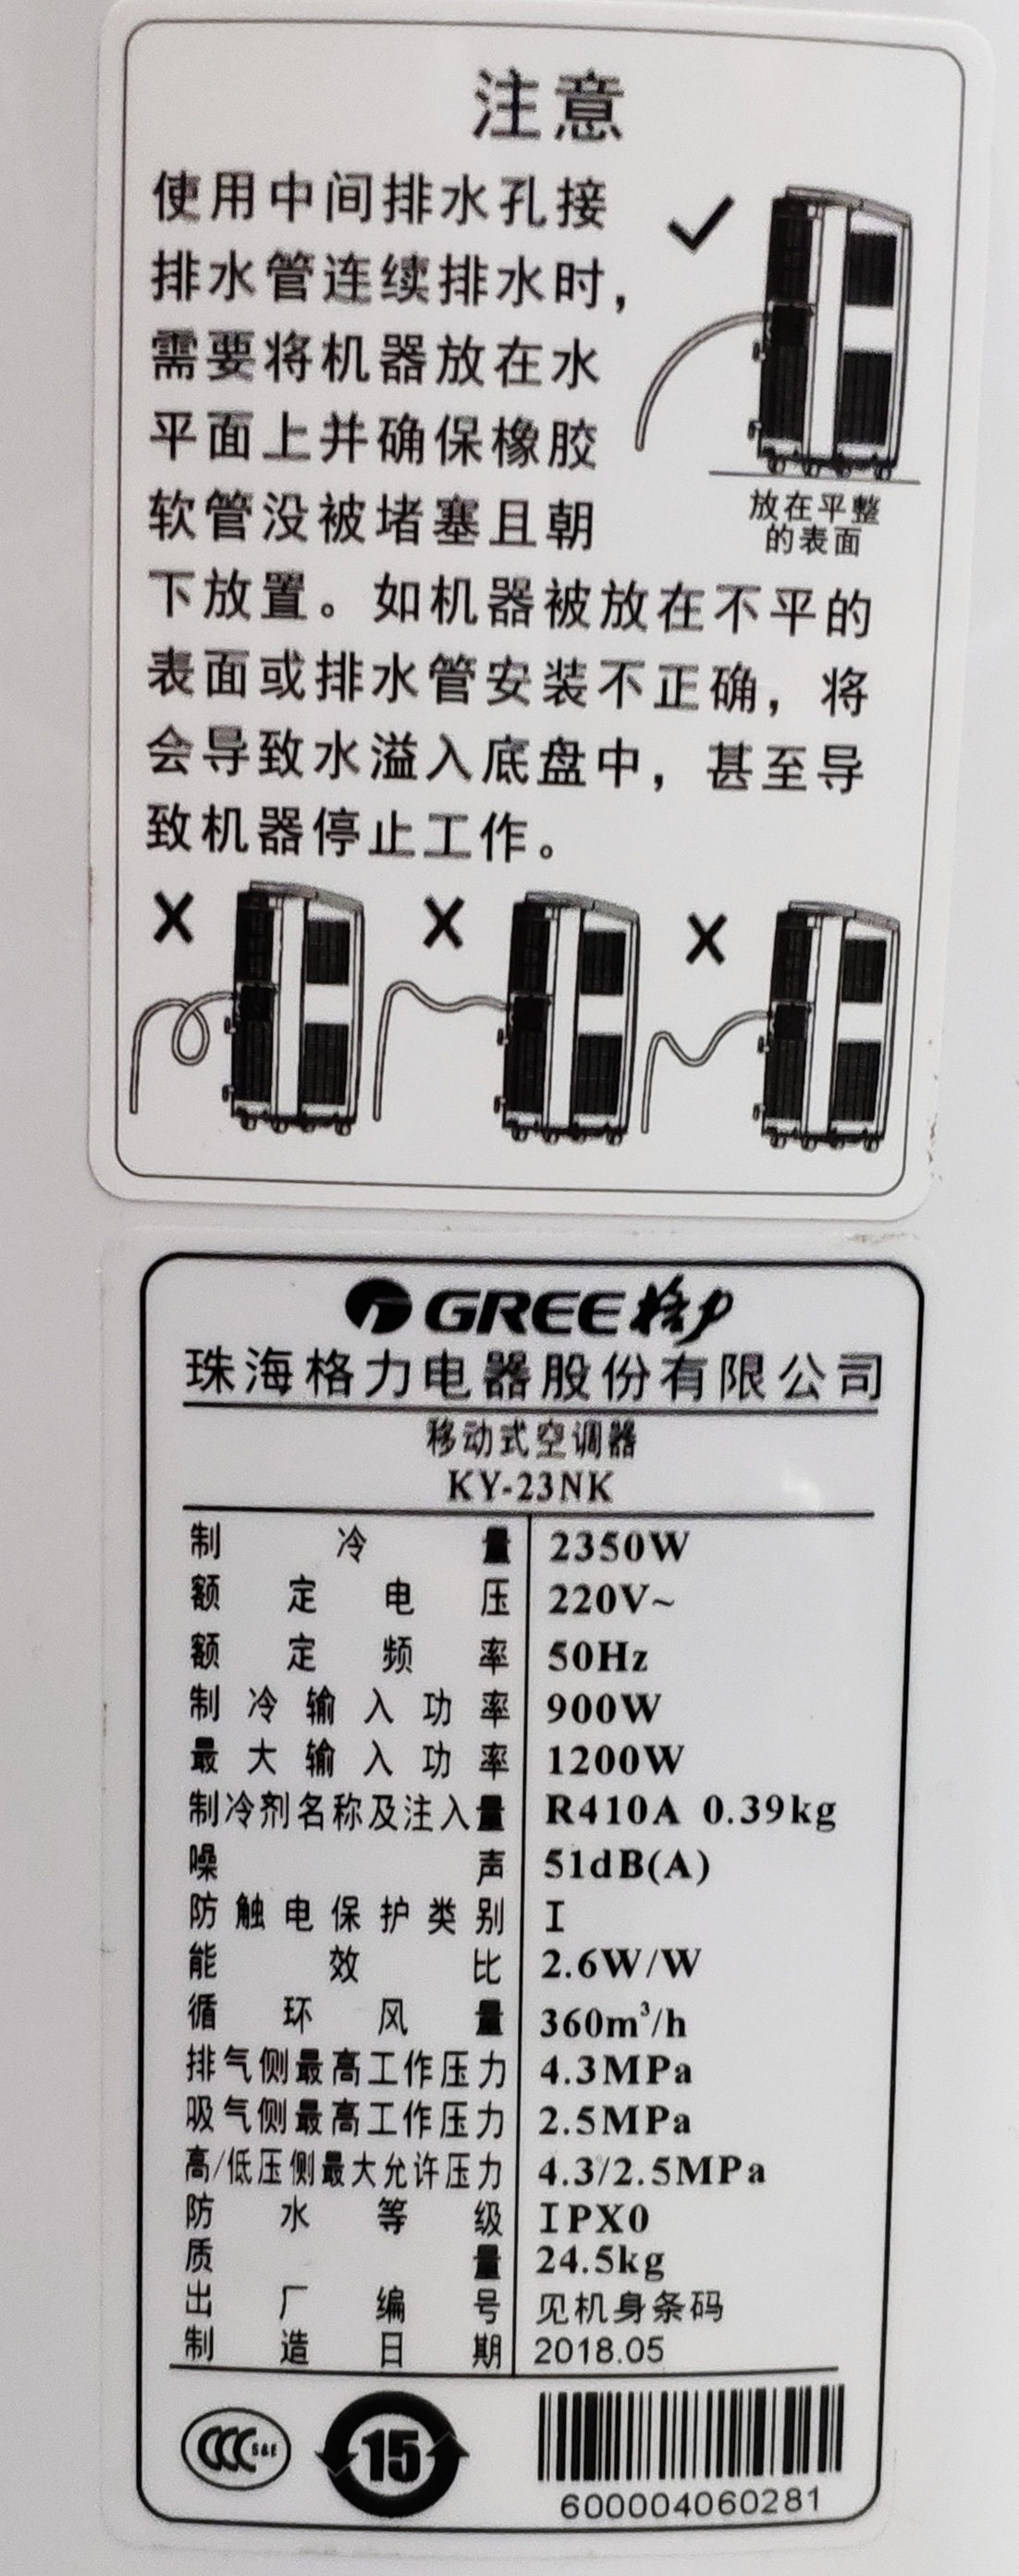 注意
使用中间排水孔接
排水管连续排水时，
需要将机器放在水
平面上并确保橡胶
软管没被堵塞且朝
下放置。如机器被放在不平的
表面或排水管安装不正确，将
会导致水溢入底盘中，甚至导
致机器停止工作。
放在平整
的表面
GREE格力
珠海格力电器股份有限公司
移动式空调器
KY-23NK
制冷量 2350W
额定电压 220V~
额定频率 50Hz
制冷输入功率 900W
最大输入功率 1200W
制冷剂名称及注入量 R410A 0.39kg
噪声 51dB(A)
防触电保护类别 I
能效比 2.6W/W
循环风量 360m³/h
排气侧最高工作压力 4.3MPa
吸气侧最高工作压力 2.5MPa
高/低压侧最大允许压力 4.3/2.5MPa
防水等级 IPX0
质量 24.5kg
出厂编号 见机身条码
制造日期 2018.05
CCC S&E 15
600004060281